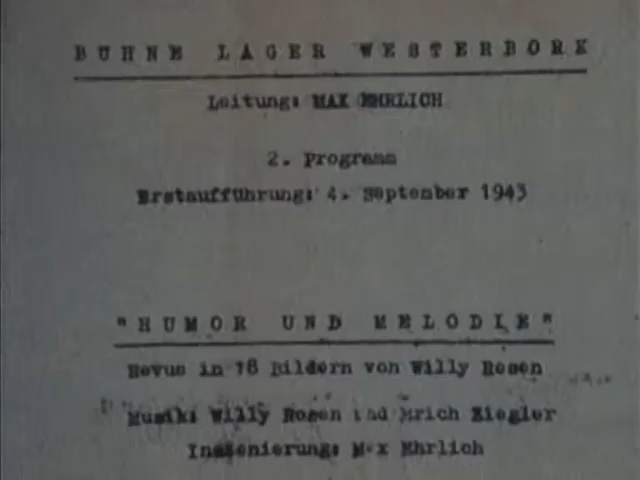 BÜHNE LAGER WESTERBORK
Leitung: MAX EHRLICH
2. Programm
Erstaufführung: 4. September 1943
"HUMOR UND MELODIE"
Revue in 18 Bildern von Willy Rosen
Musik: Willy Rosen und Erich Ziegler
Inszenierung: Max Ehrlich